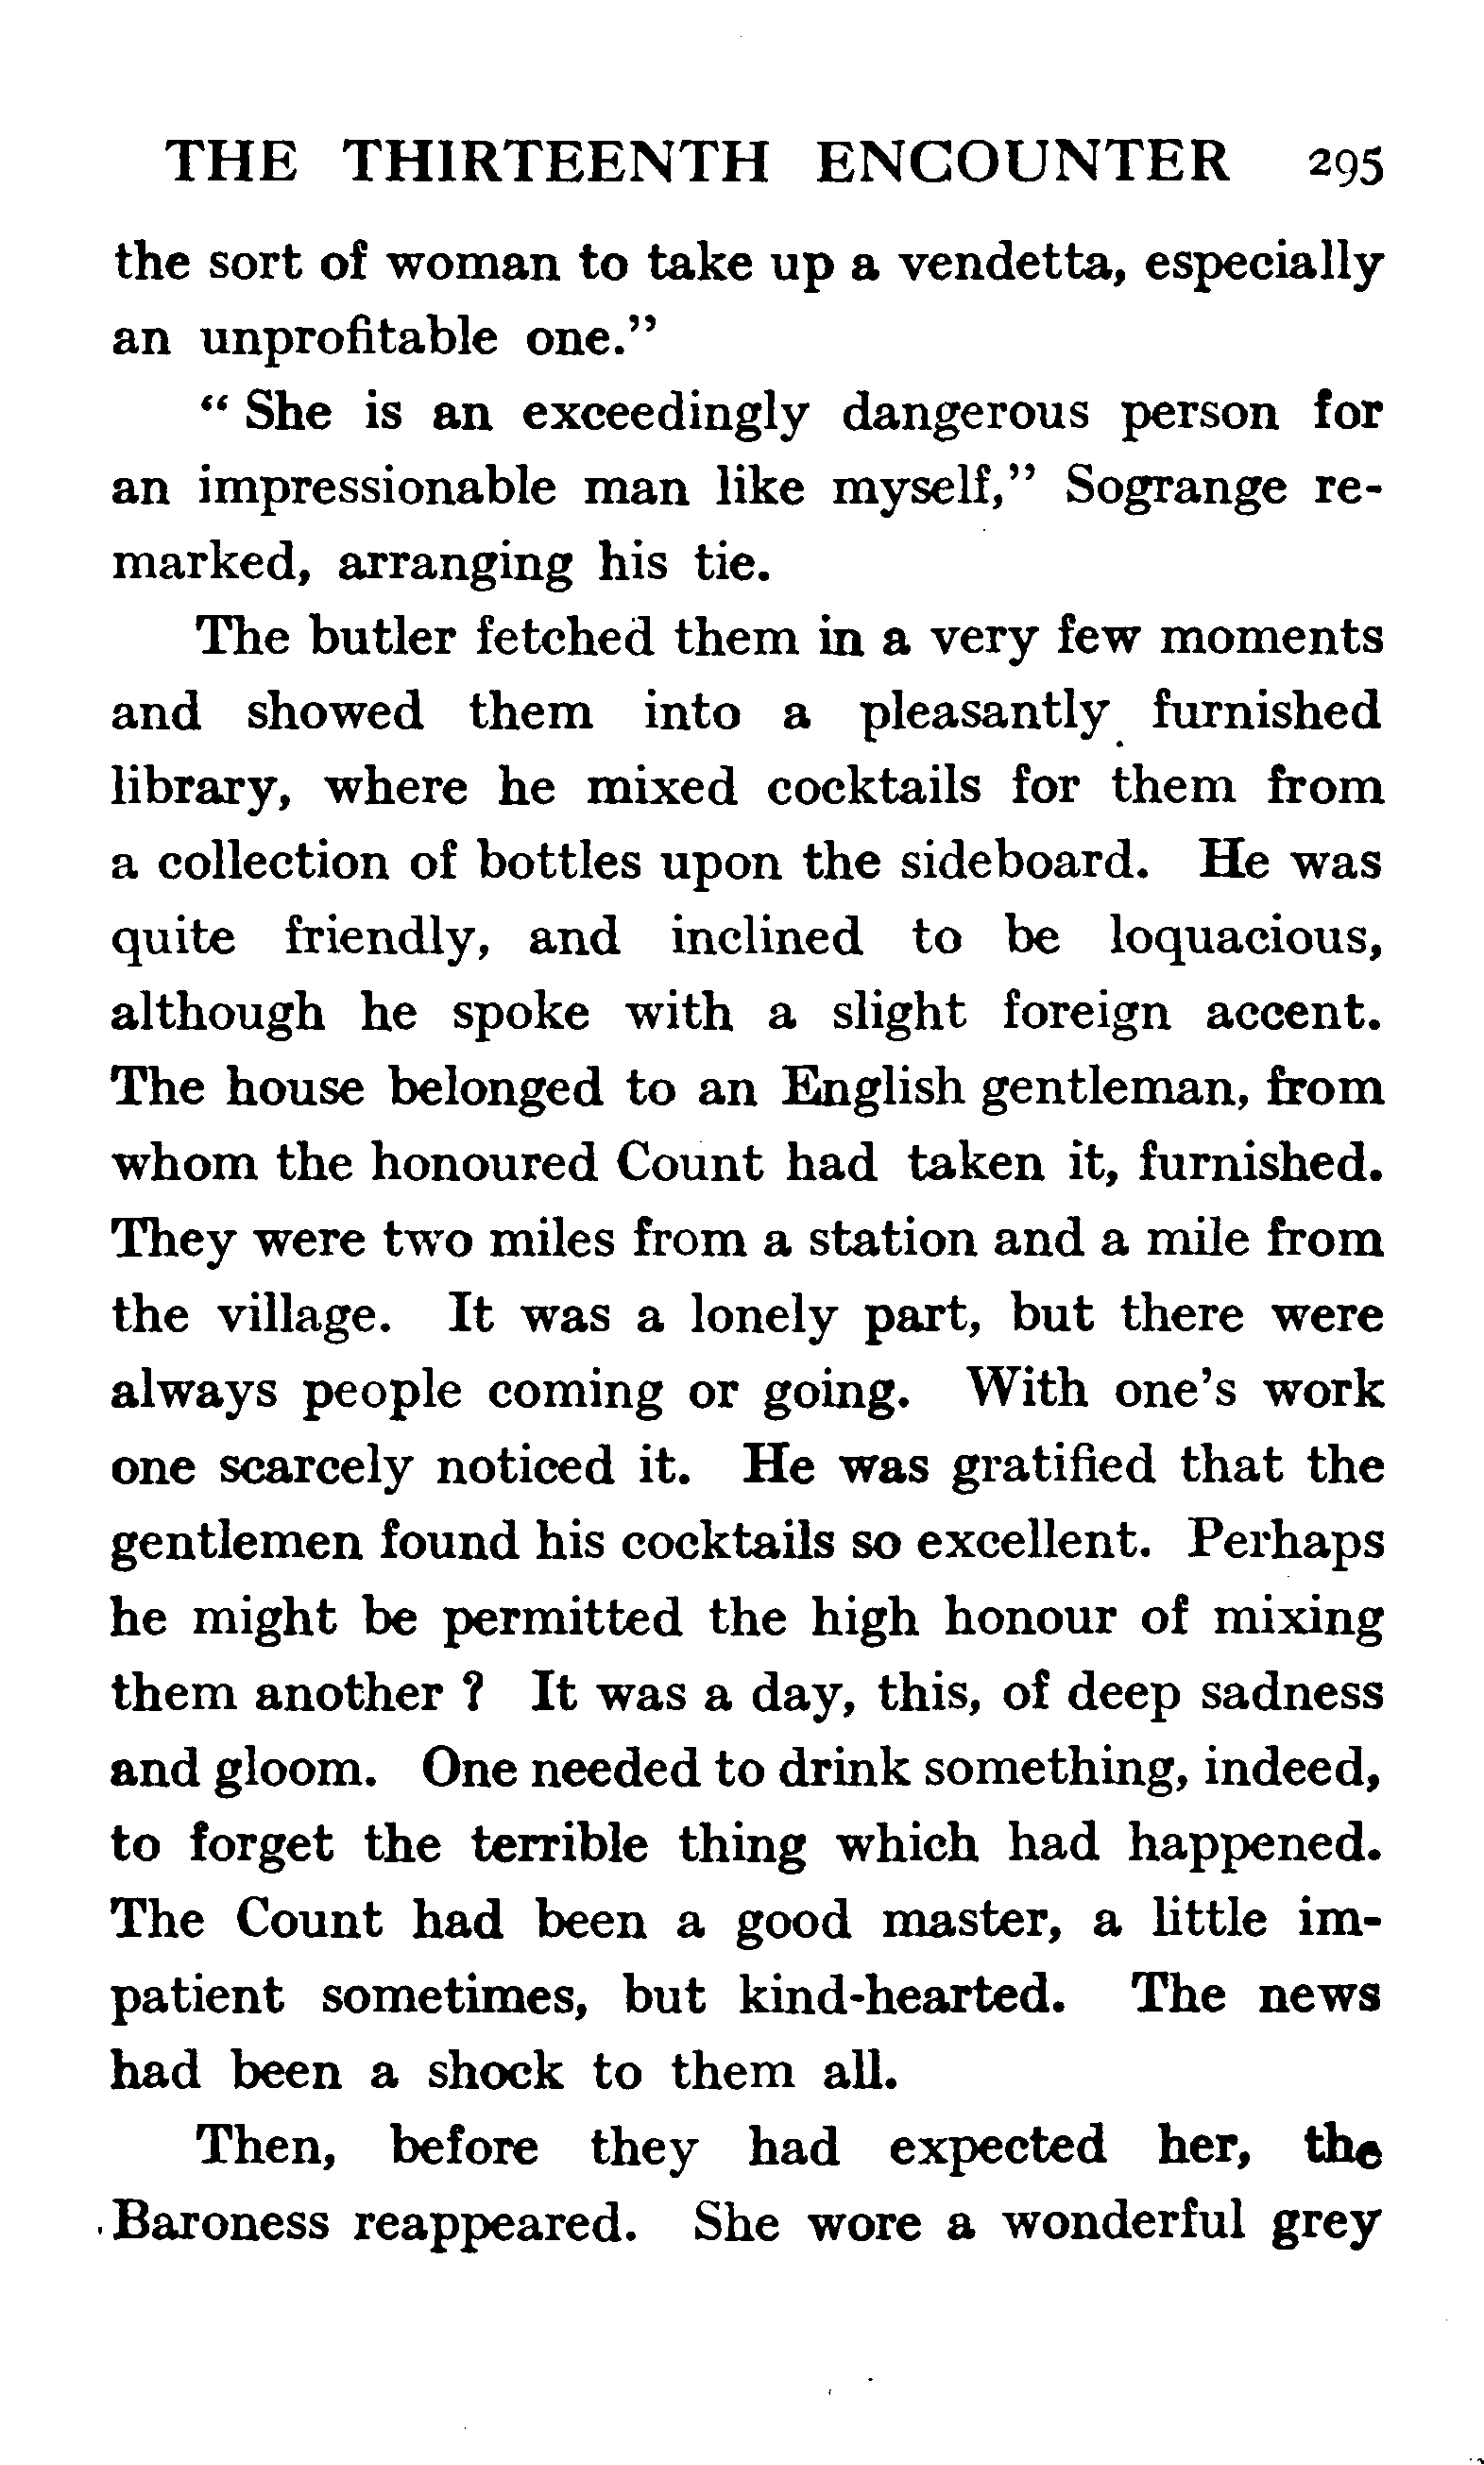 THE THIRTEENTH ENCOUNTER 295
the sort of woman to take up a vendetta, especially
an unprofitable one.”
“ She is an exceedingly dangerous person for
an impressionable man like myself,” Sogrange re-
marked, arranging his tie.
The butler fetched them in a very few moments
and showed them into a pleasantly furnished
library, where he mixed cocktails for them from
a collection of bottles upon the sideboard. He was
quite friendly, and inclined to be loquacious,
although he spoke with a slight foreign accent.
The house belonged to an English gentleman, from
whom the honoured Count had taken it, furnished.
They were two miles from a station and a mile from
the village. It was a lonely part, but there were
always people coming or going. With one's work
one scarcely noticed it. He was gratified that the
gentlemen found his cocktails so excellent. Perhaps
he might be permitted the high honour of mixing
them another ? It was a day, this, of deep sadness
and gloom. One needed to drink something, indeed,
to forget the terrible thing which had happened.
The Count had been a good master, a little im-
patient sometimes, but kind-hearted. The news
had been a shock to them all.
Then, before they had expected her, the
Baroness reappeared. She wore a wonderful grey